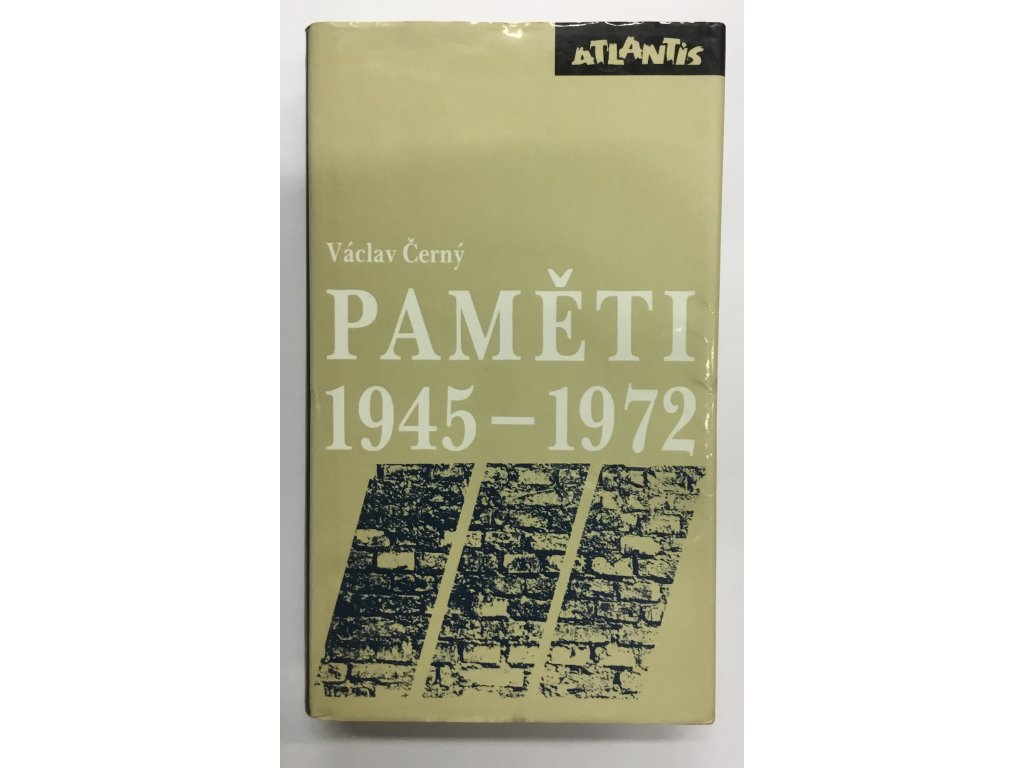 ATLANTIS
Václav Černý
PAMĚTI
1945 – 1972